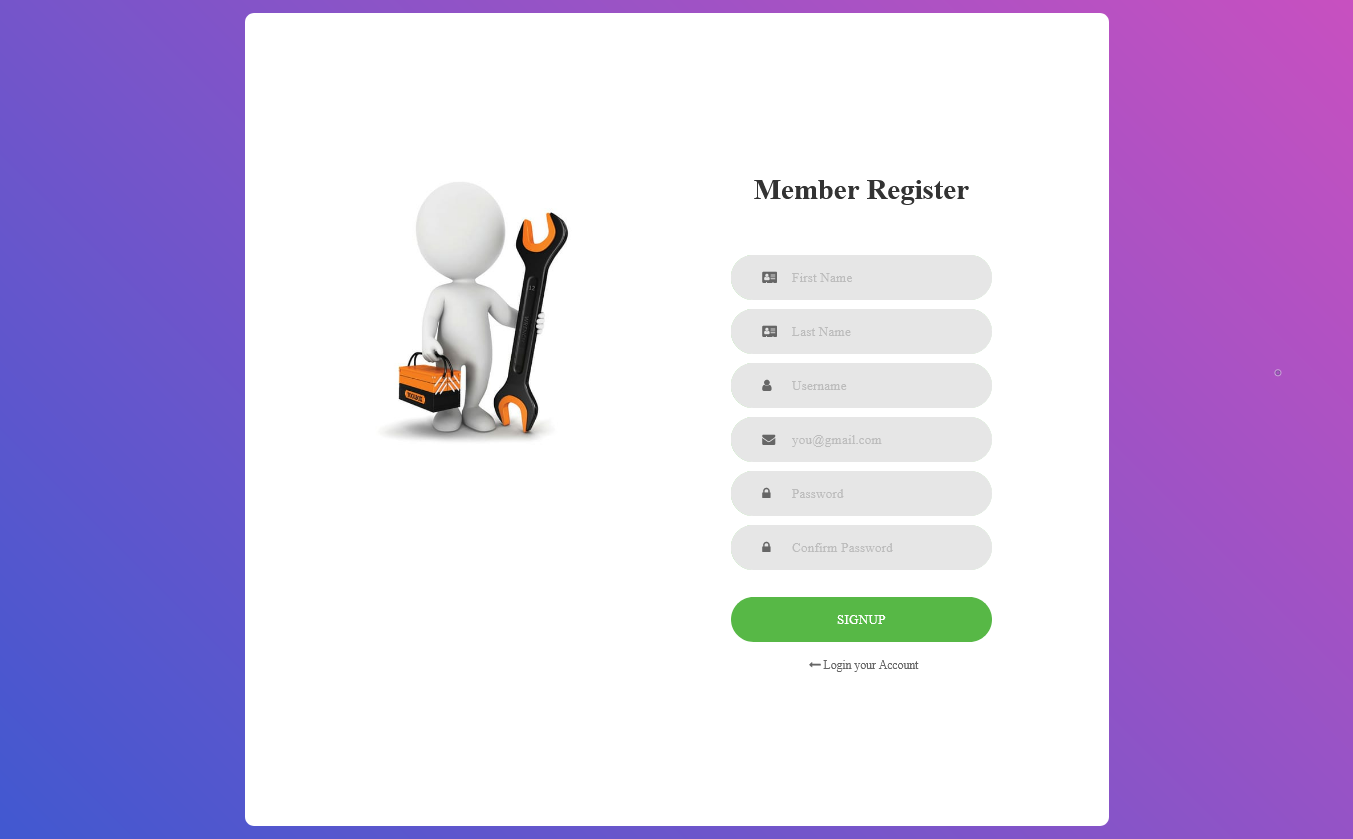 Member Register
First Name
Last Name
Username
you@gmail.com
Password
Confirm Password
SIGNUP
Login your Account